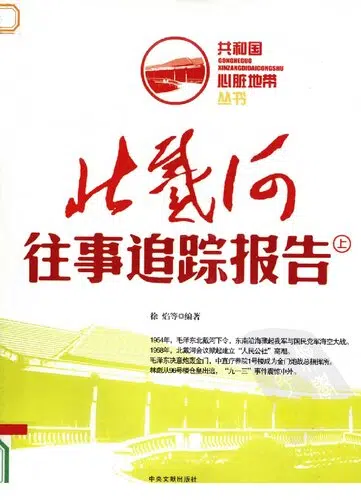 共和国
GONGHEGUO
XINZANGDIDAICONGSHU
心脏地带
丛书
北戴河
往事追踪报告 上
徐 焰等◎编著
1954年,毛泽东北戴河下令,东南沿海掀起我军与国民党军海空大战。
1958年,北戴河会议掀起建立“人民公社”高潮。
毛泽东决意炮轰金门,中直疗养院1号楼成为金门炮战总指挥所。
林彪从96号楼仓皇出逃,“九一三”事件震惊中外。
中央文献出版社